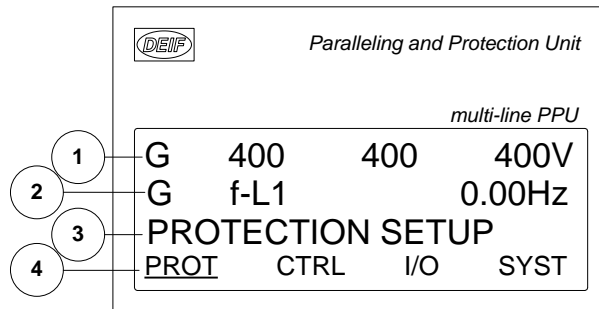 DEIF
Paralleling and Protection Unit
multi-line PPU
1 G 400 400 400V
2 G f-L1 0.00Hz
3 PROTECTION SETUP
4 PROT CTRL I/O SYST